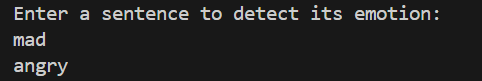 Enter a sentence to detect its emotion:
mad
angry